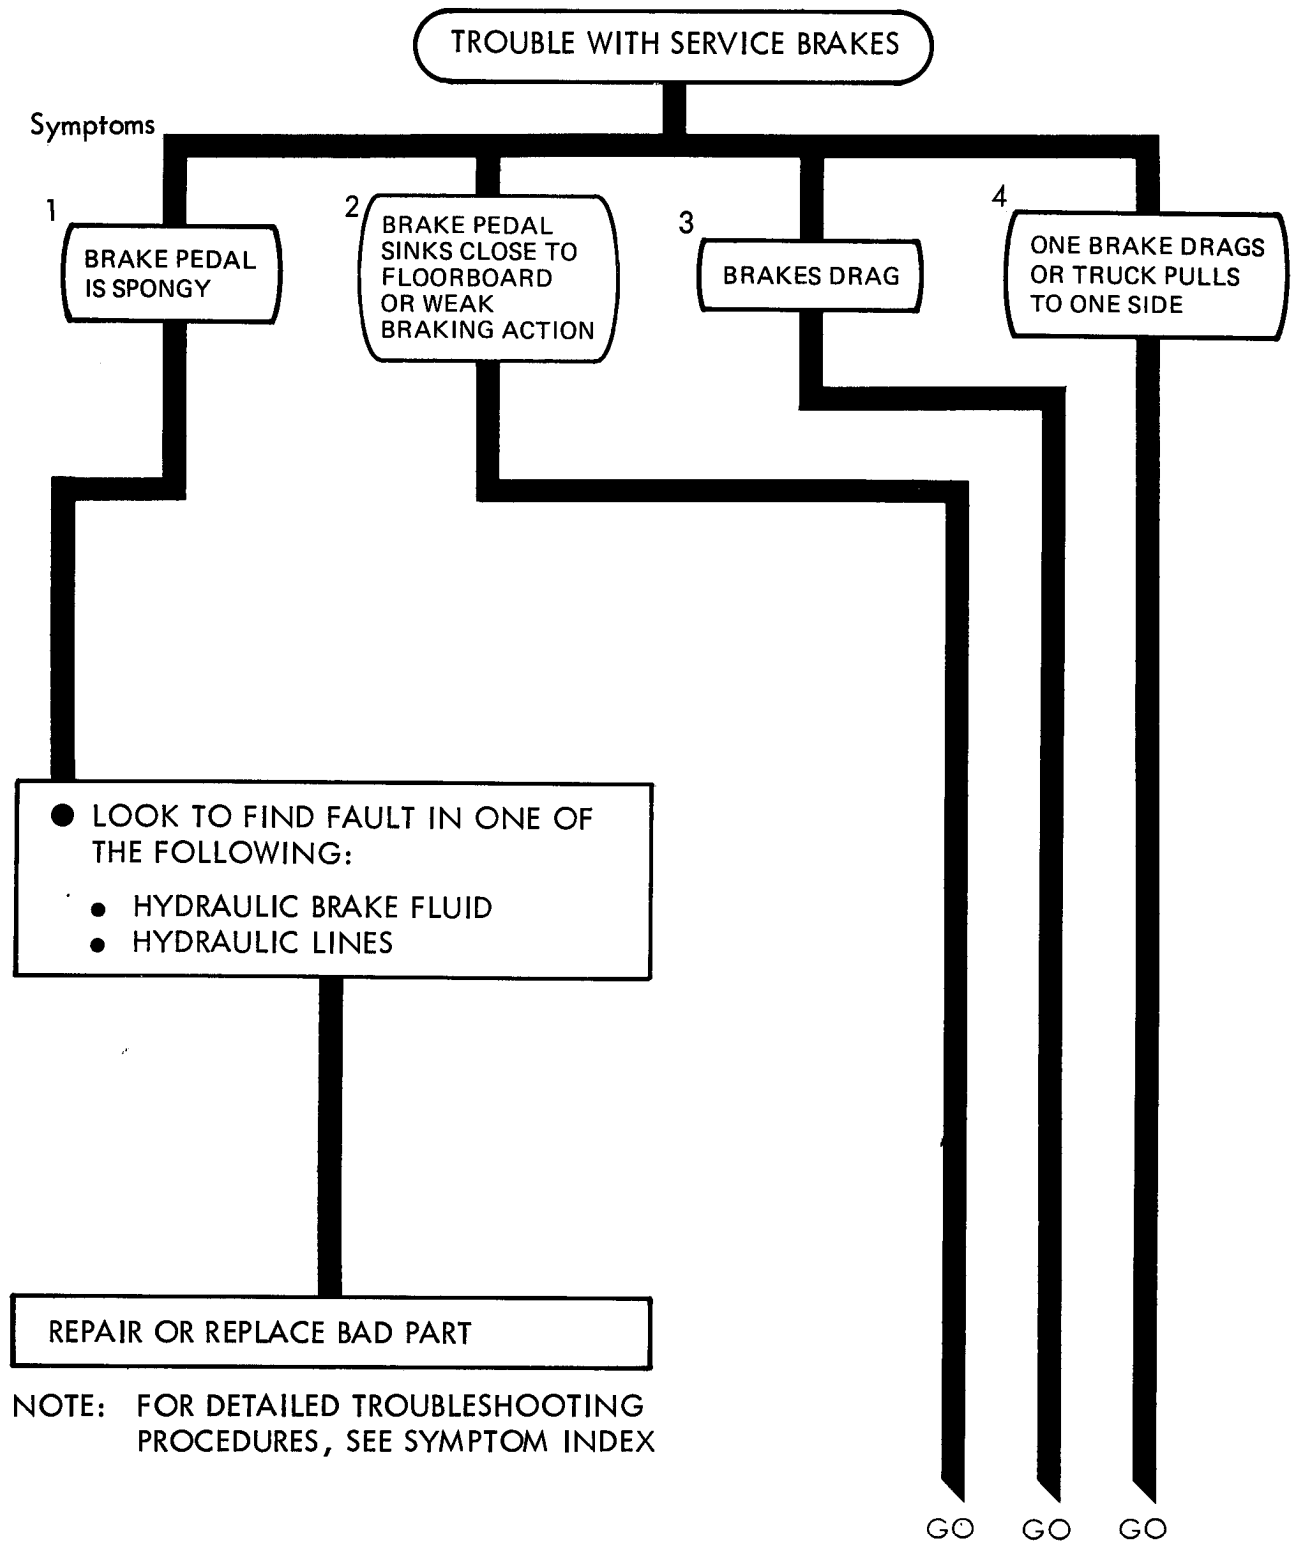 TROUBLE WITH SERVICE BRAKES
Symptoms
1
BRAKE PEDAL
IS SPONGY
2
BRAKE PEDAL
SINKS CLOSE TO
FLOORBOARD
OR WEAK
BRAKING ACTION
3
BRAKES DRAG
4
ONE BRAKE DRAGS
OR TRUCK PULLS
TO ONE SIDE
● LOOK TO FIND FAULT IN ONE OF
THE FOLLOWING:
● HYDRAULIC BRAKE FLUID
● HYDRAULIC LINES
REPAIR OR REPLACE BAD PART
NOTE: FOR DETAILED TROUBLESHOOTING
PROCEDURES, SEE SYMPTOM INDEX
GO GO GO